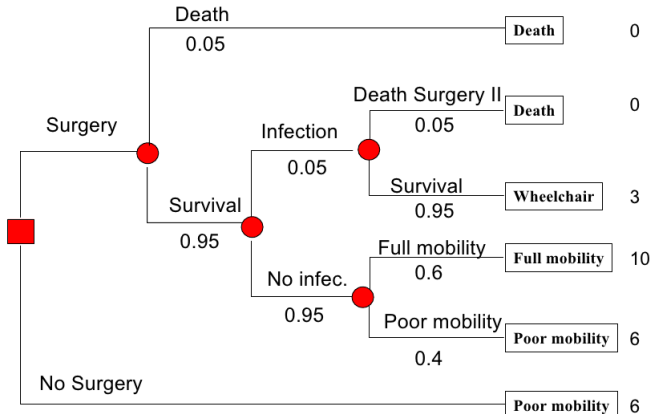 Death
0.05
Death 0
Death Surgery II
0.05
Death 0
Surgery
Infection
0.05
Survival
0.95
Wheelchair 3
Survival
0.95
Full mobility
0.6
Full mobility 10
No infec.
0.95
Poor mobility
0.4
Poor mobility 6
No Surgery
Poor mobility 6